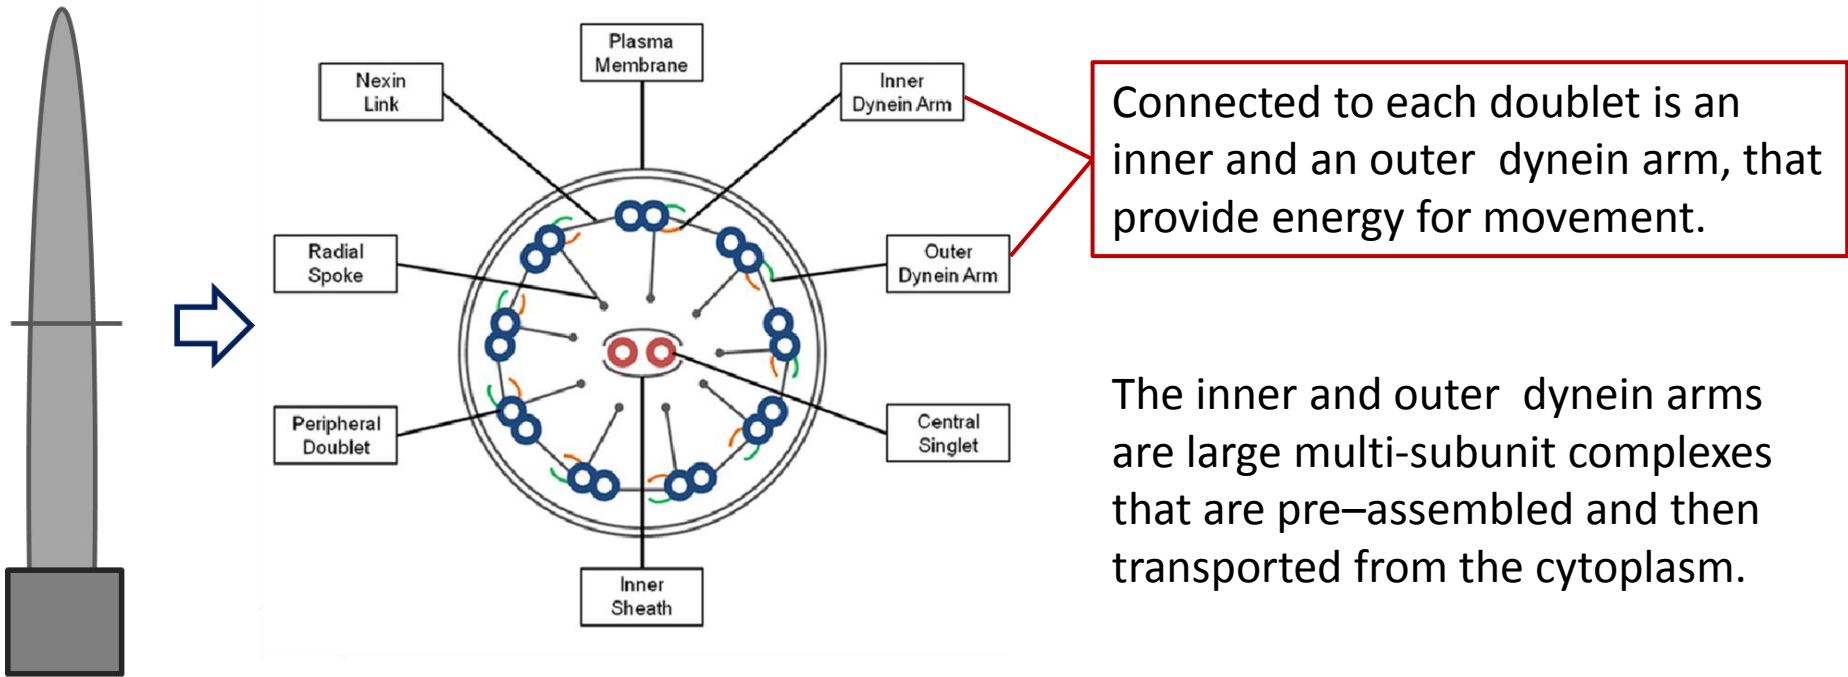 Plasma
Membrane
Nexin
Link
Inner
Dynein Arm
Radial
Spoke
Outer
Dynein Arm
Peripheral
Doublet
Central
Singlet
Inner
Sheath
Connected to each doublet is an
inner and an outer  dynein arm, that
provide energy for movement.
The inner and outer  dynein arms
are large multi-subunit complexes
that are pre–assembled and then
transported from the cytoplasm.